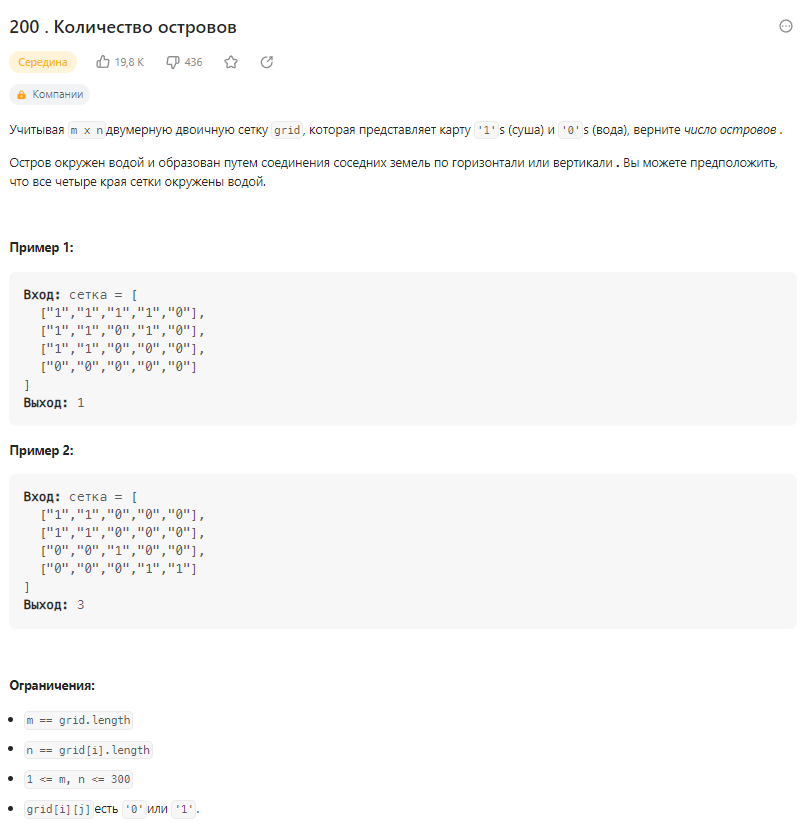 200 . Количество островов
Середина 19,8 K 436
Компании
Учитывая m x n двумерную двоичную сетку grid, которая представляет карту '1's (суша) и '0's (вода), верните число островов .
Остров окружен водой и образован путем соединения соседних земель по горизонтали или вертикали . Вы можете предположить,
что все четыре края сетки окружены водой.
Пример 1:
Вход: сетка = [
["1","1","1","1","0"],
["1","1","0","1","0"],
["1","1","0","0","0"],
["0","0","0","0","0"]
]
Выход: 1
Пример 2:
Вход: сетка = [
["1","1","0","0","0"],
["1","1","0","0","0"],
["0","0","1","0","0"],
["0","0","0","1","1"]
]
Выход: 3
Ограничения:
m == grid.length
n == grid[i].length
1 <= m, n <= 300
grid[i][j] есть '0' или '1'.